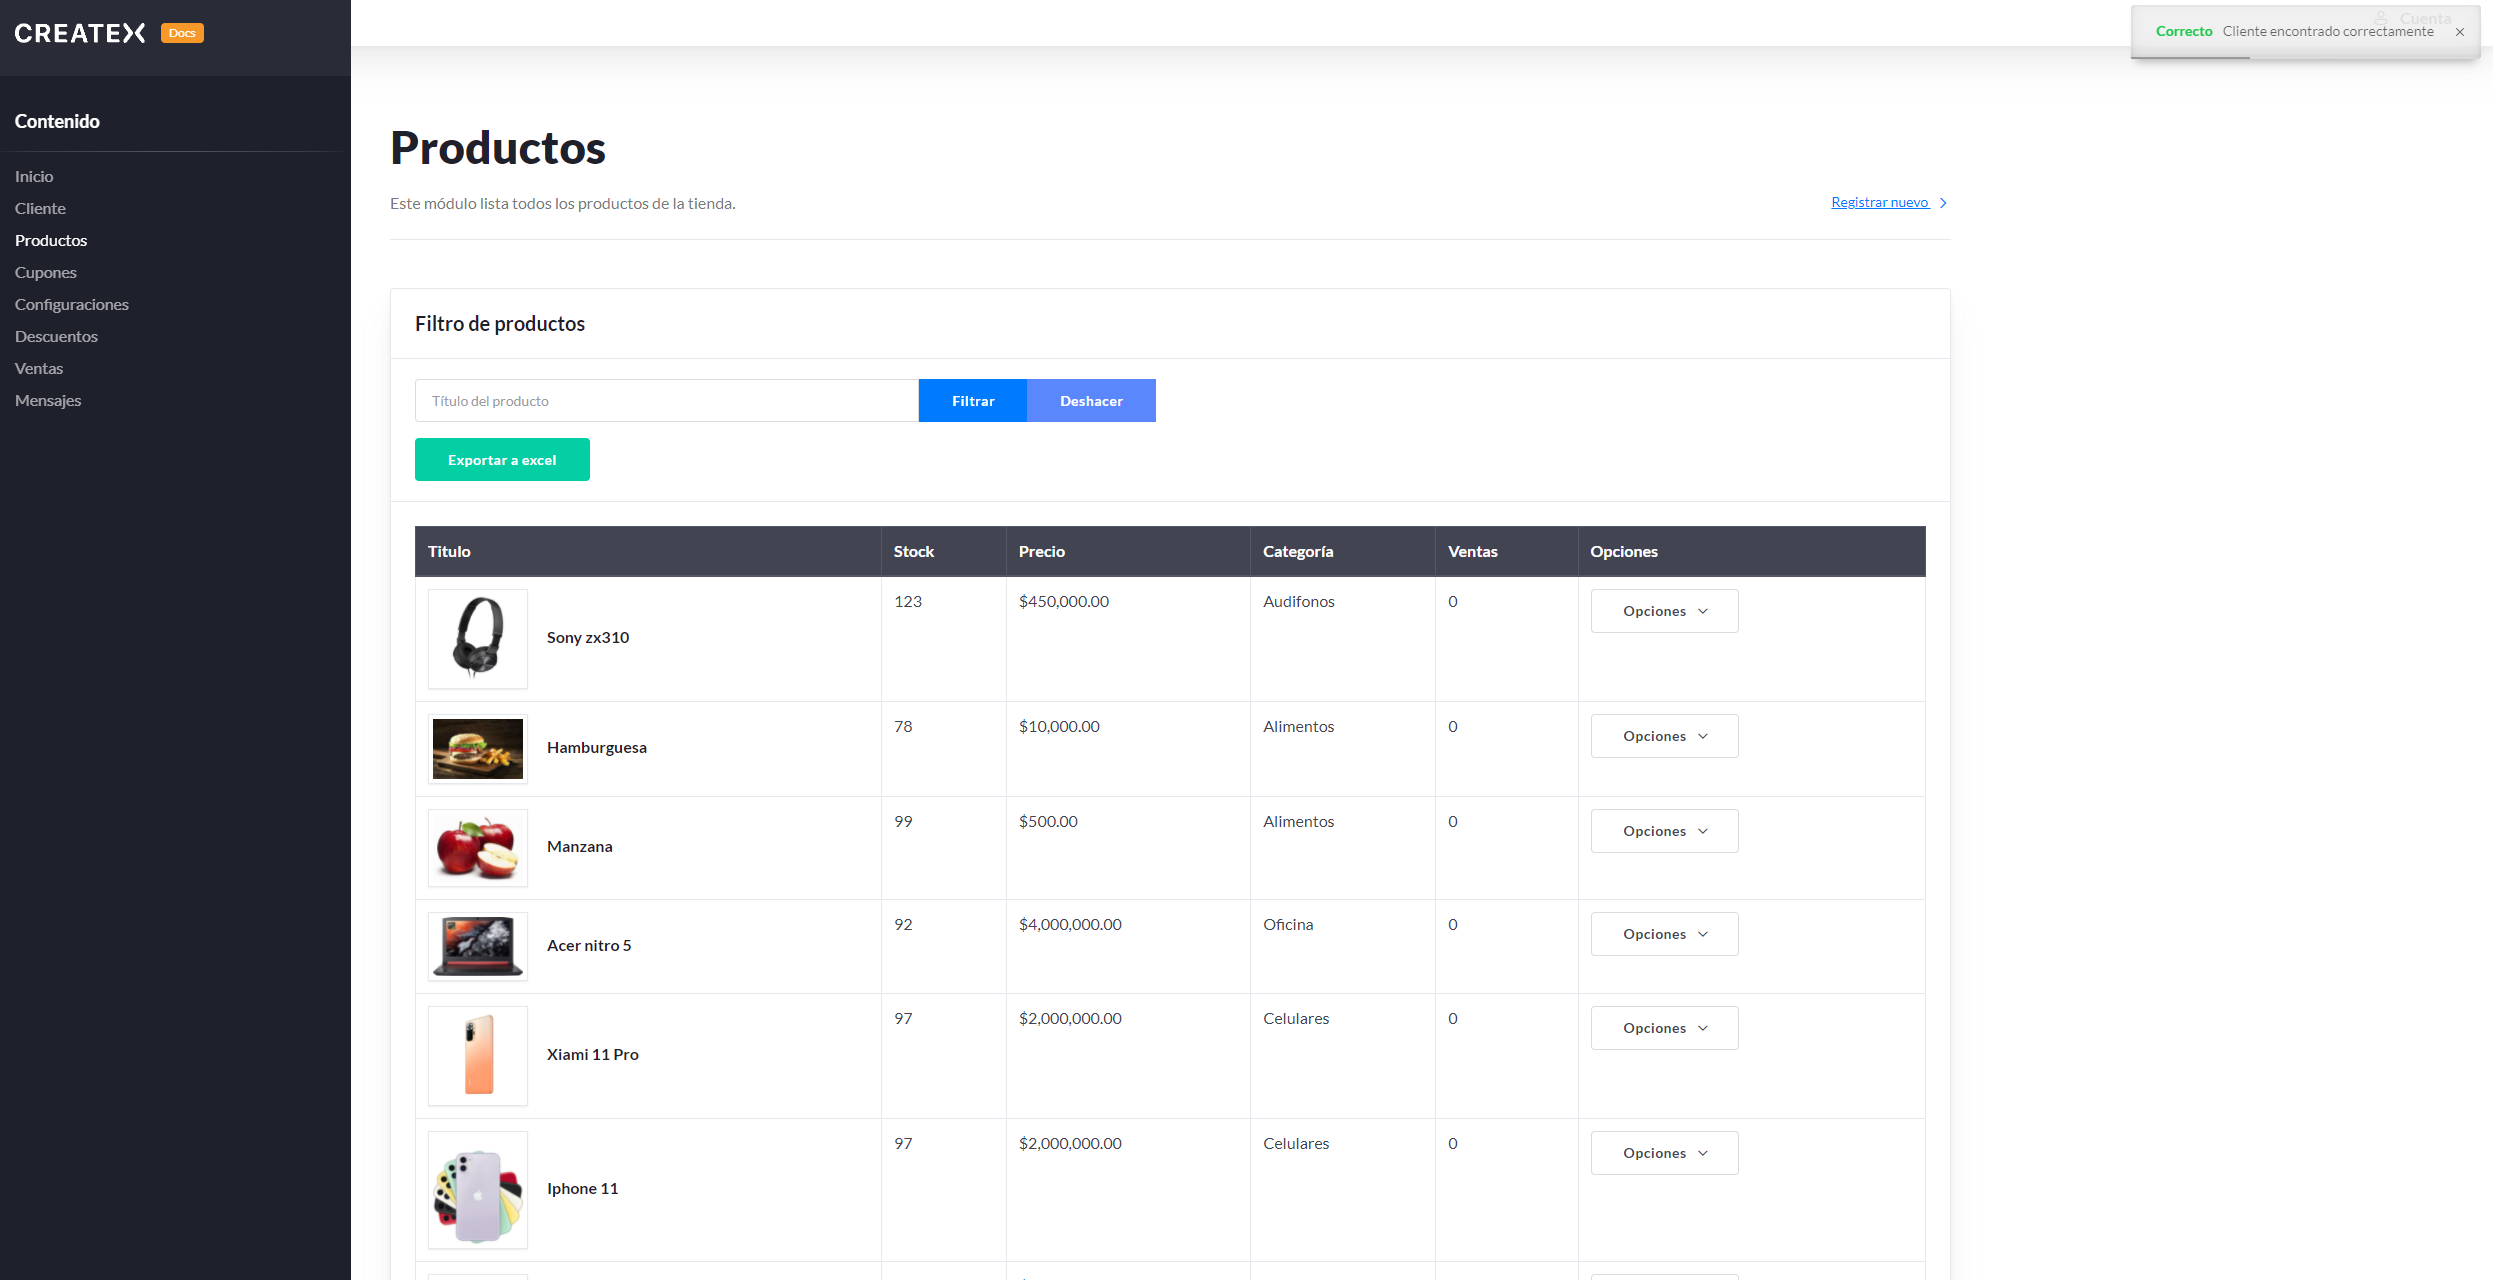 CREATEX Docs
Cuenta
Correcto Cliente encontrado correctamente ×
Contenido
Inicio
Cliente
Productos
Cupones
Configuraciones
Descuentos
Ventas
Mensajes
Productos
Este módulo lista todos los productos de la tienda.
Registrar nuevo
Filtro de productos
Título del producto Filtrar Deshacer
Exportar a excel
Titulo Stock Precio Categoría Ventas Opciones
Sony zx310 123 $450,000.00 Audifonos 0 Opciones
Hamburguesa 78 $10,000.00 Alimentos 0 Opciones
Manzana 99 $500.00 Alimentos 0 Opciones
Acer nitro 5 92 $4,000,000.00 Oficina 0 Opciones
Xiami 11 Pro 97 $2,000,000.00 Celulares 0 Opciones
Iphone 11 97 $2,000,000.00 Celulares 0 Opciones